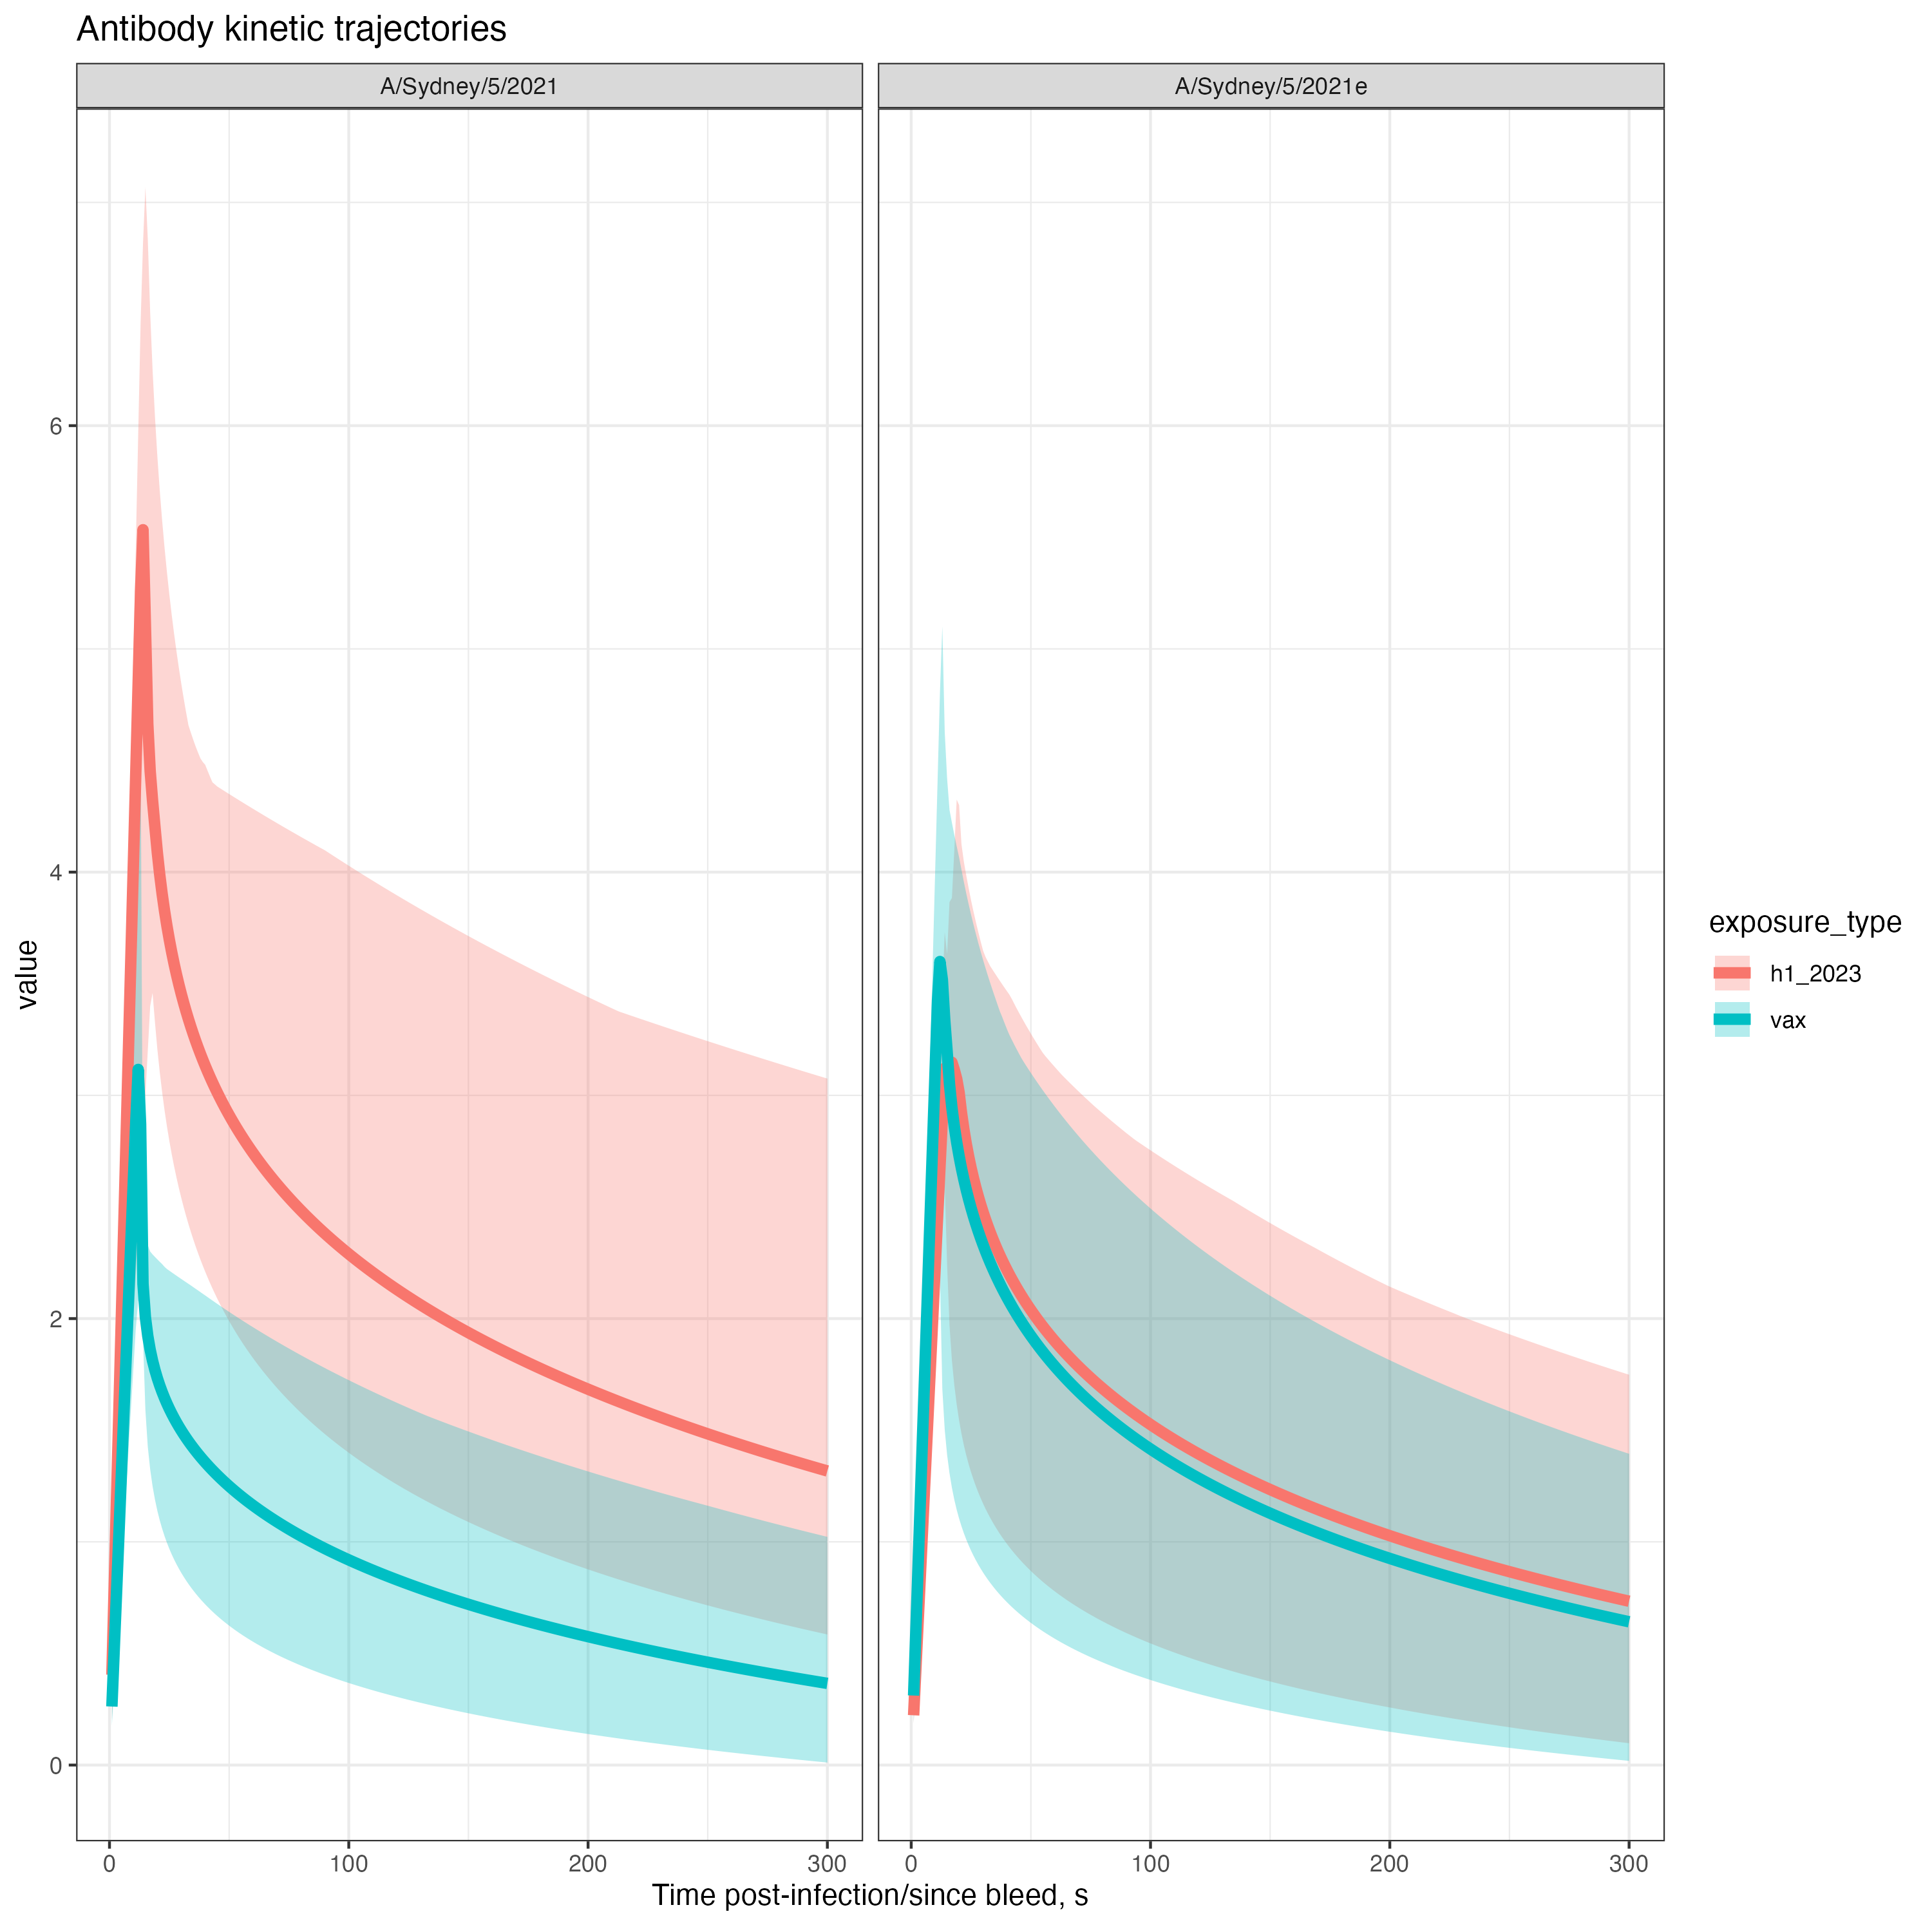 Antibody kinetic trajectories
A/Sydney/5/2021
A/Sydney/5/2021e
value
6
4
2
0
0
100
200
300
0
100
200
300
Time post-infection/since bleed, s
exposure_type
h1_2023
vax